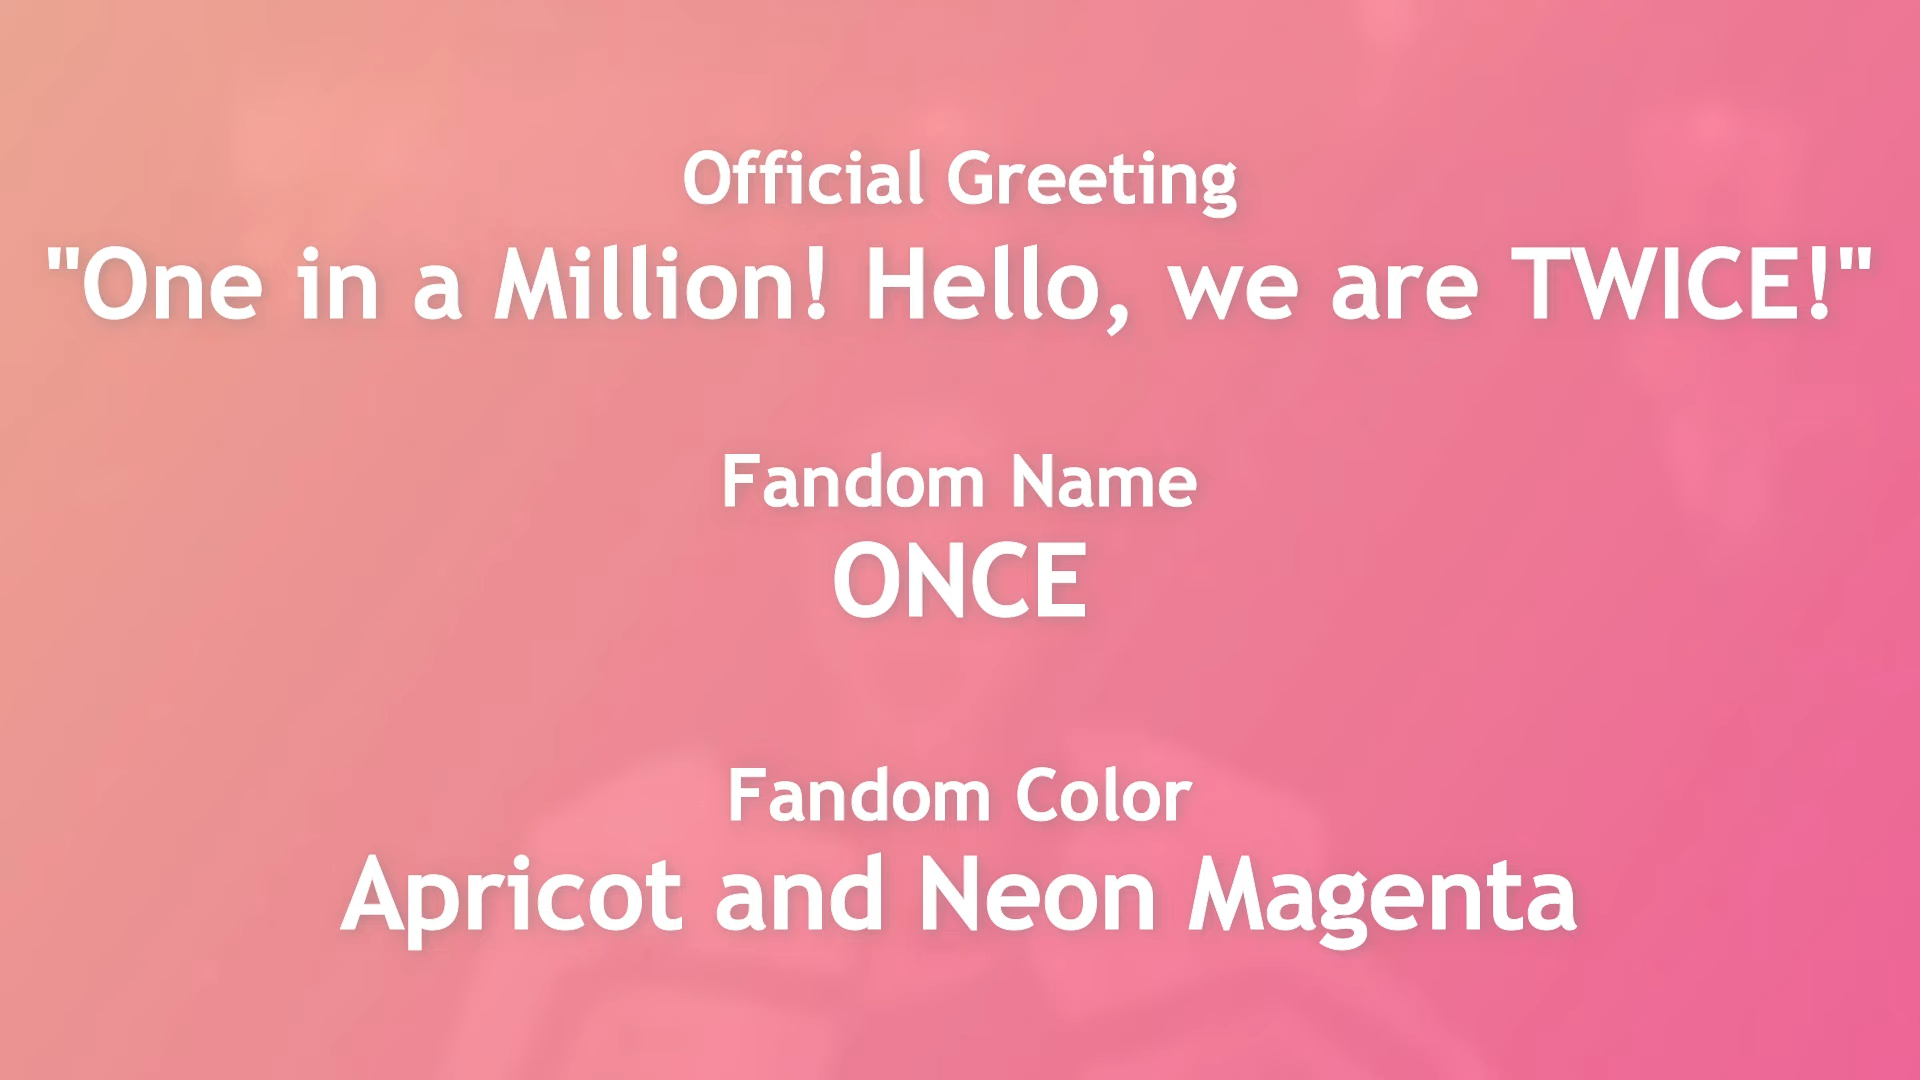 Official Greeting
"One in a Million! Hello, we are TWICE!"
Fandom Name
ONCE
Fandom Color
Apricot and Neon Magenta